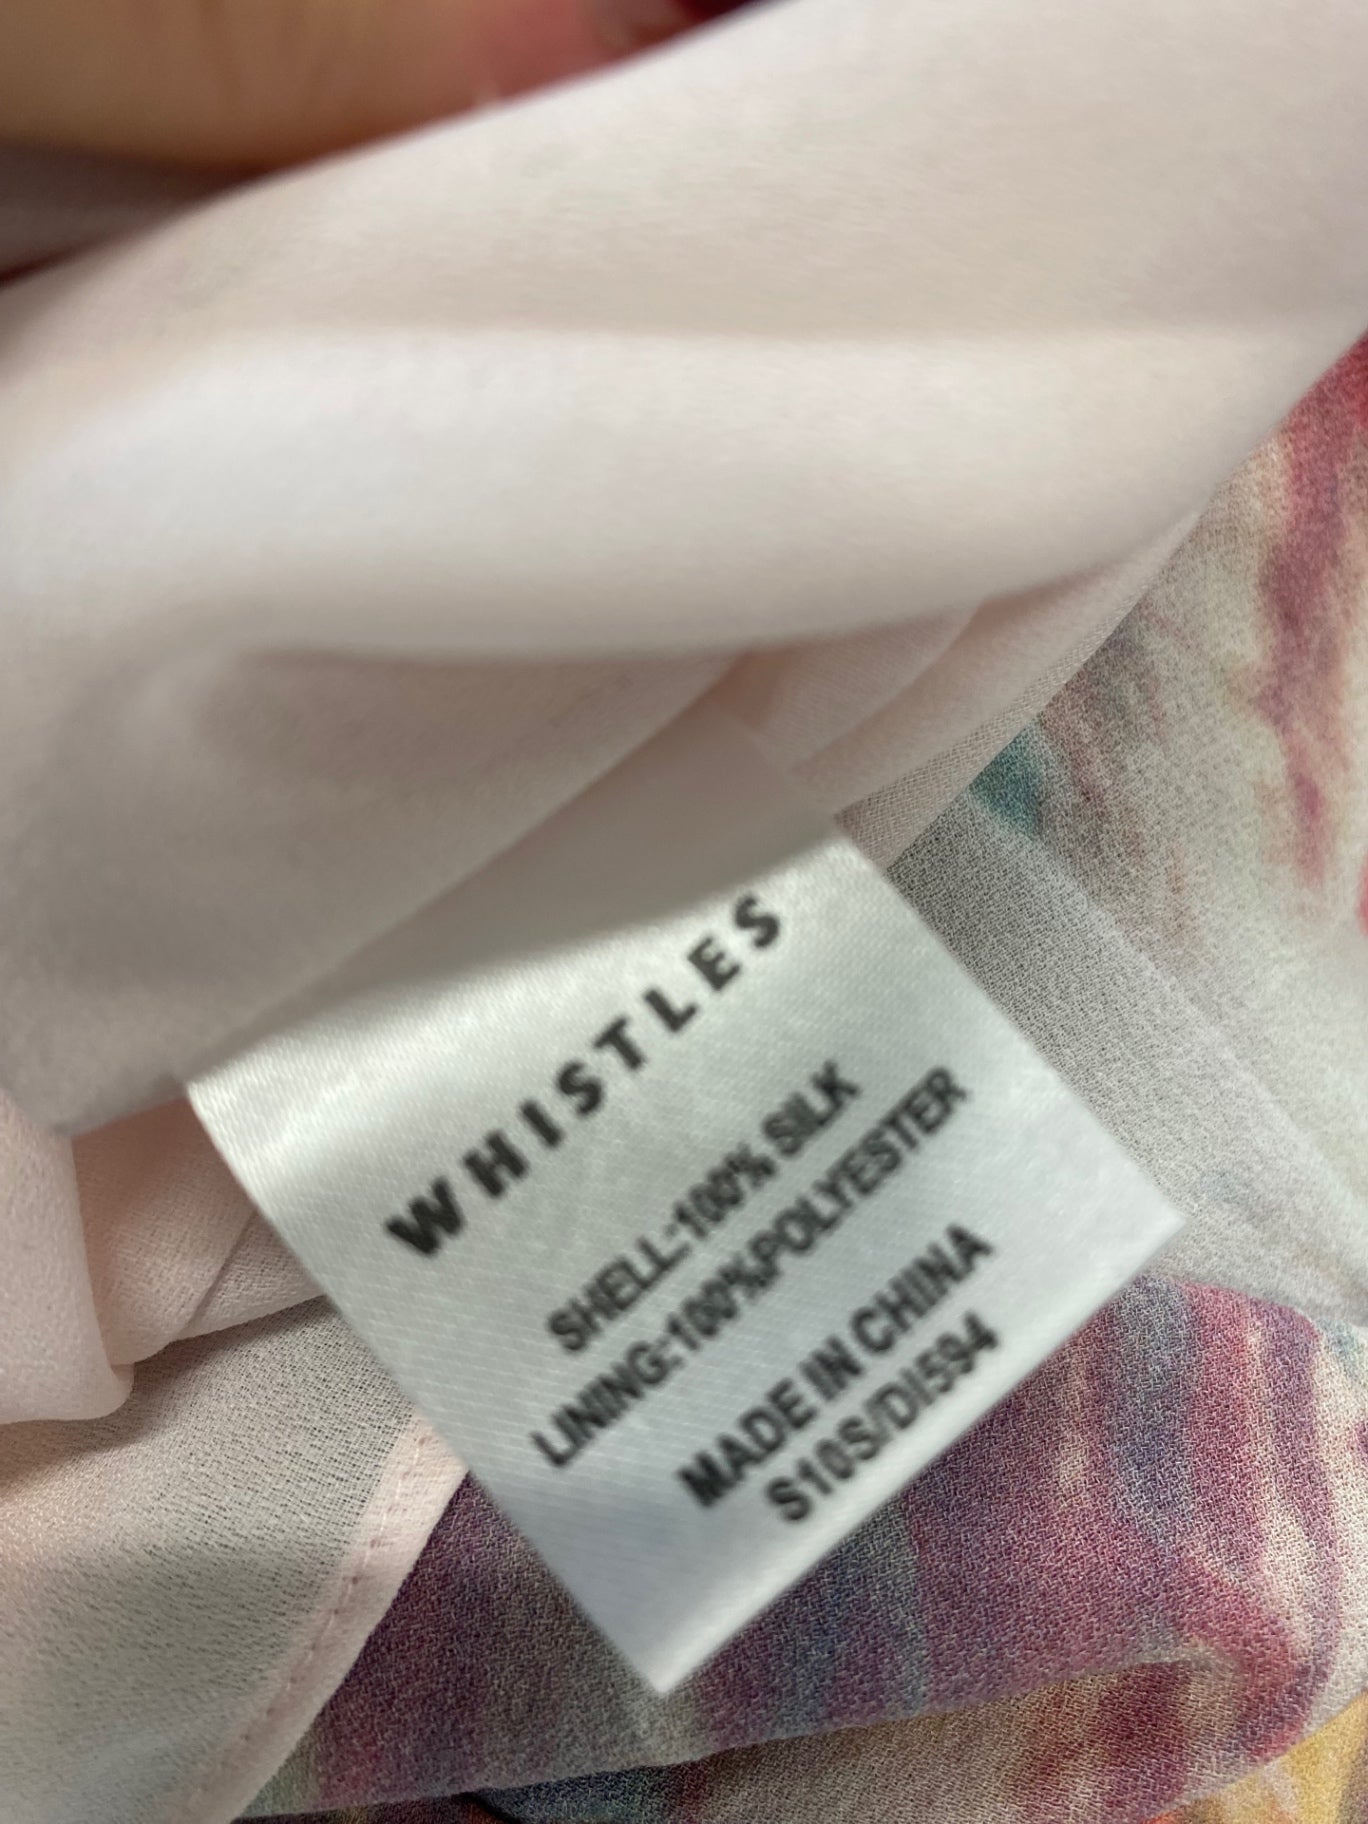 WHISTLES
SHELL:100% SILK
LINING:100%POLYESTER
MADE IN CHINA
S10S/DI594